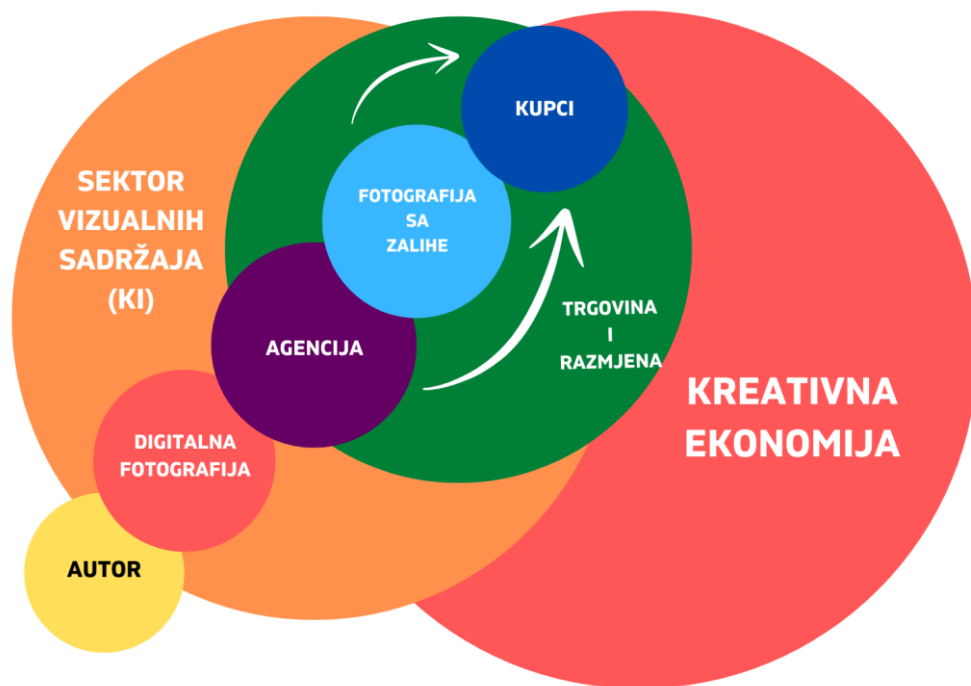 KUPCI
FOTOGRAFIJA
SA
ZALIHE
SEKTOR
VIZUALNIH
SADRŽAJA
(KI)
TRGOVINA
I
RAZMJENA
AGENCIJA
KREATIVNA
EKONOMIJA
DIGITALNA
FOTOGRAFIJA
AUTOR